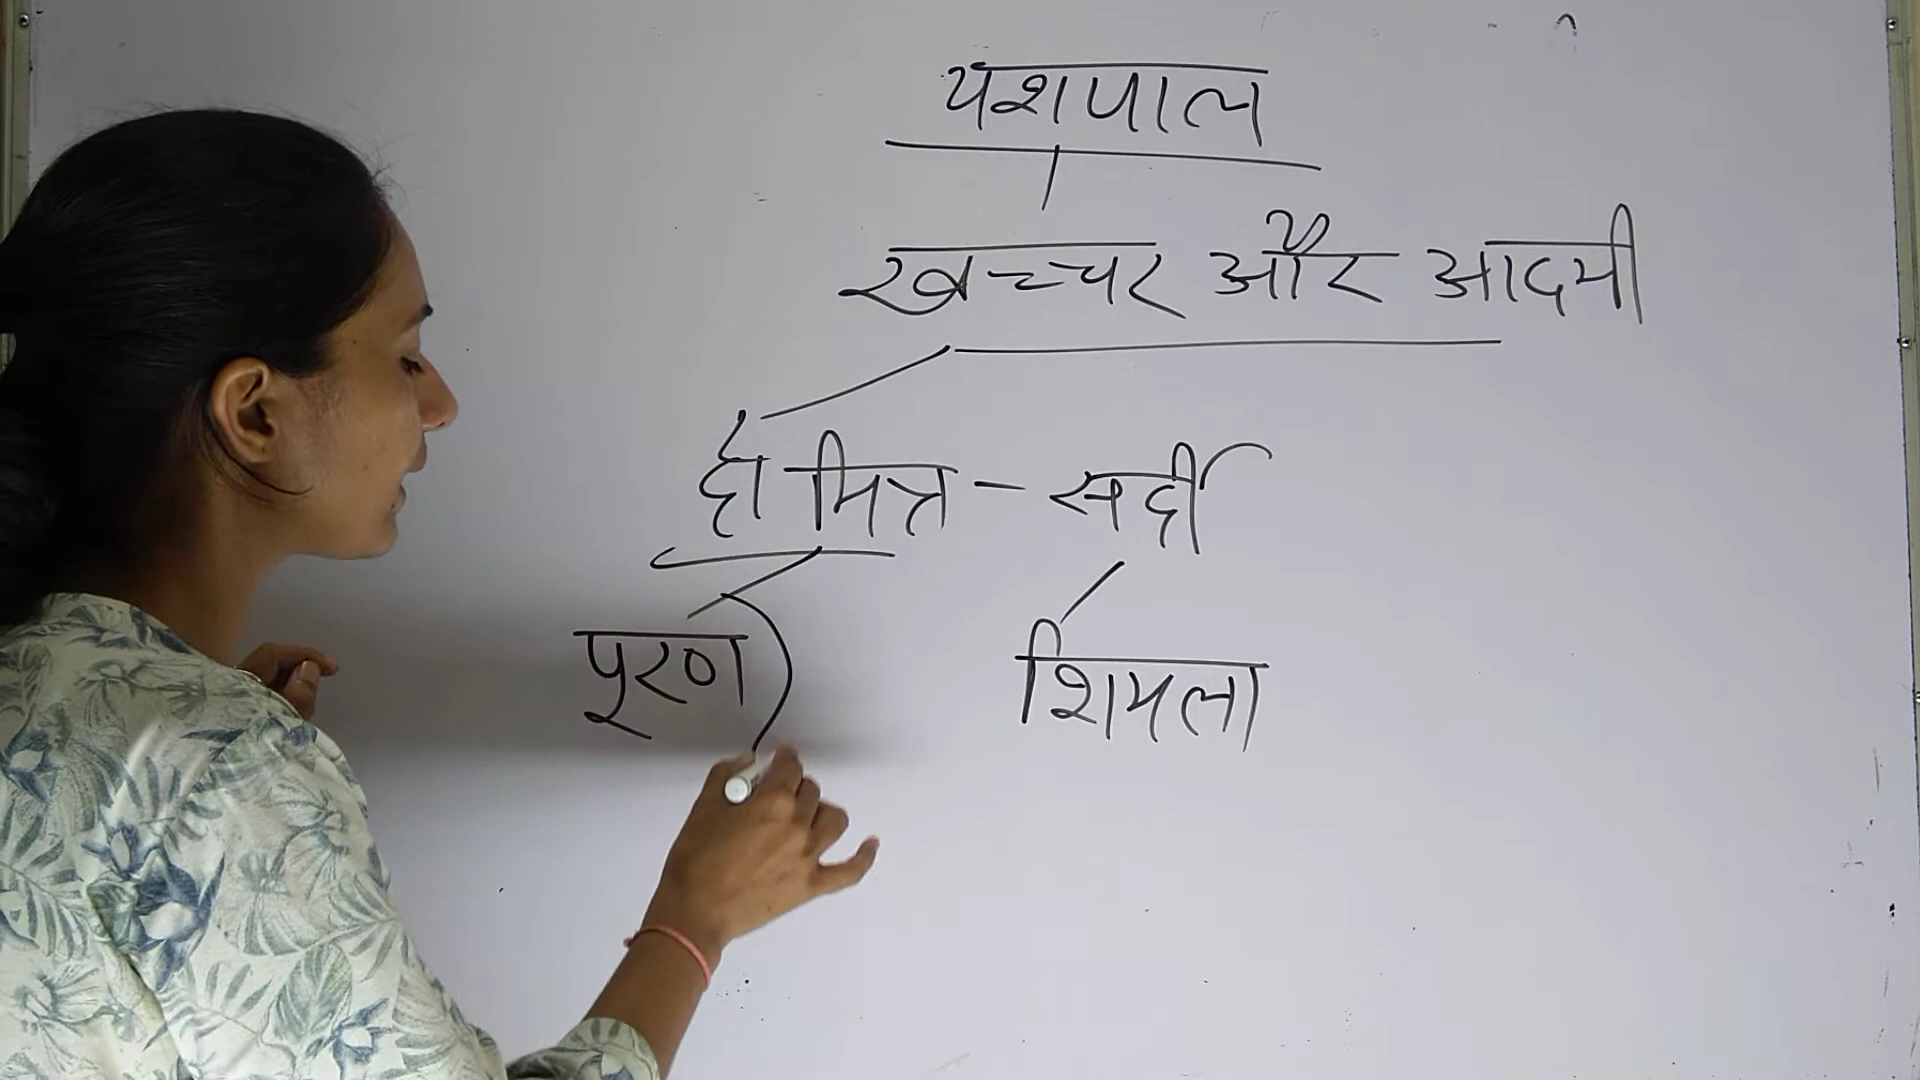 यशपाल
खच्चर और आदमी
दो मित्र - सर्दी
पूरण
शिमला